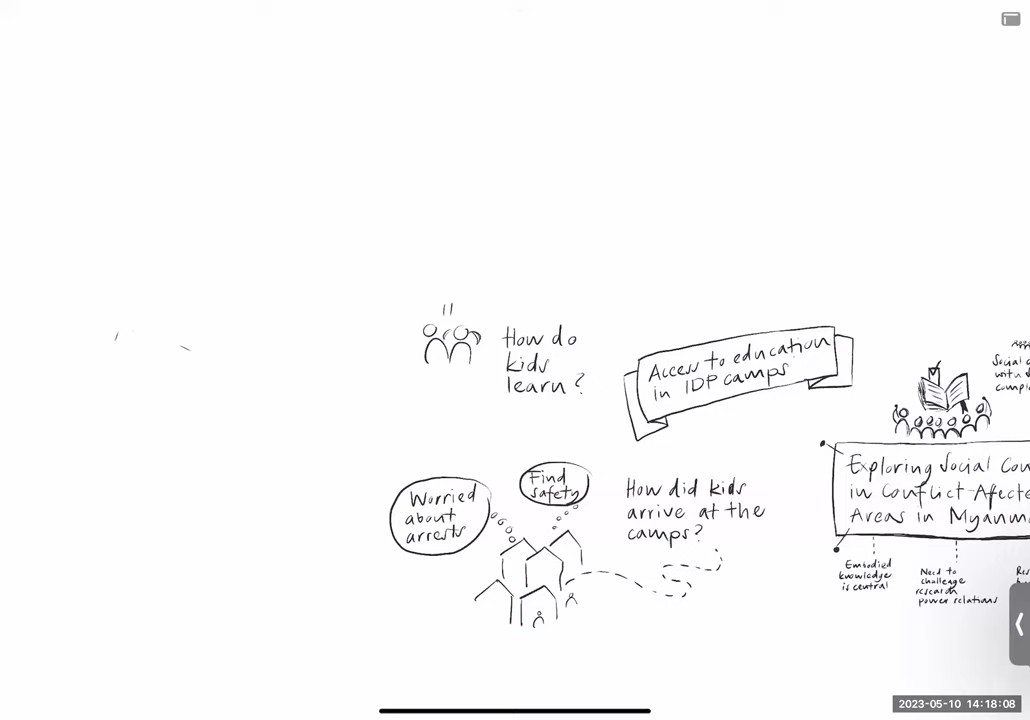 How do
kids
learn?
Access to education
in IDP camps
Worried
about
arrests
Find
safety
How did kids
arrive at the
camps?
Social
with
Exploring Social
in Conflict-Affecte
Areas in Myanm
Embodied
knowledge
is central
Need to
challenge
research
power relations
2023-05-10 14:18:08